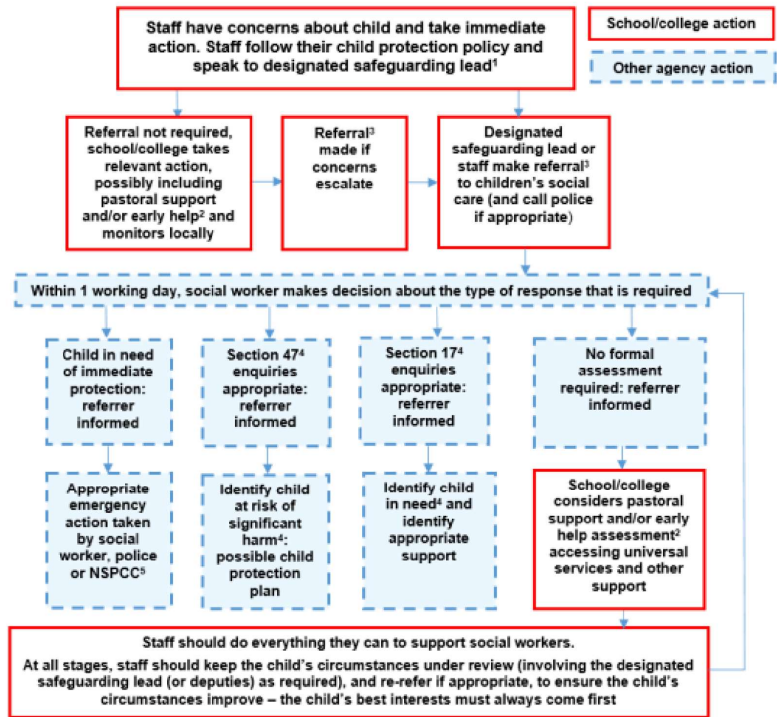 Staff have concerns about child and take immediate
action. Staff follow their child protection policy and
speak to designated safeguarding lead¹
School/college action
Other agency action
Referral not required,
school/college takes
relevant action,
possibly including
pastoral support
and/or early help² and
monitors locally
Referral³
made if
concerns
escalate
Designated
safeguarding lead or
staff make referral³
to children's social
care (and call police
if appropriate)
Within 1 working day, social worker makes decision about the type of response that is required
Child in need
of immediate
protection:
referrer
informed
Section 47⁴
enquiries
appropriate:
referrer
informed
Section 17⁴
enquiries
appropriate:
referrer
informed
No formal
assessment
required: referrer
informed
Appropriate
emergency
action taken
by social
worker, police
or NSPCC⁵
Identify child
at risk of
significant
harm⁴:
possible child
protection
plan
Identify child
in need⁴ and
identify
appropriate
support
School/college
considers pastoral
support and/or early
help assessment²
accessing universal
services and other
support
Staff should do everything they can to support social workers.
At all stages, staff should keep the child's circumstances under review (involving the designated
safeguarding lead (or deputies) as required), and re-refer if appropriate, to ensure the child's
circumstances improve – the child's best interests must always come first